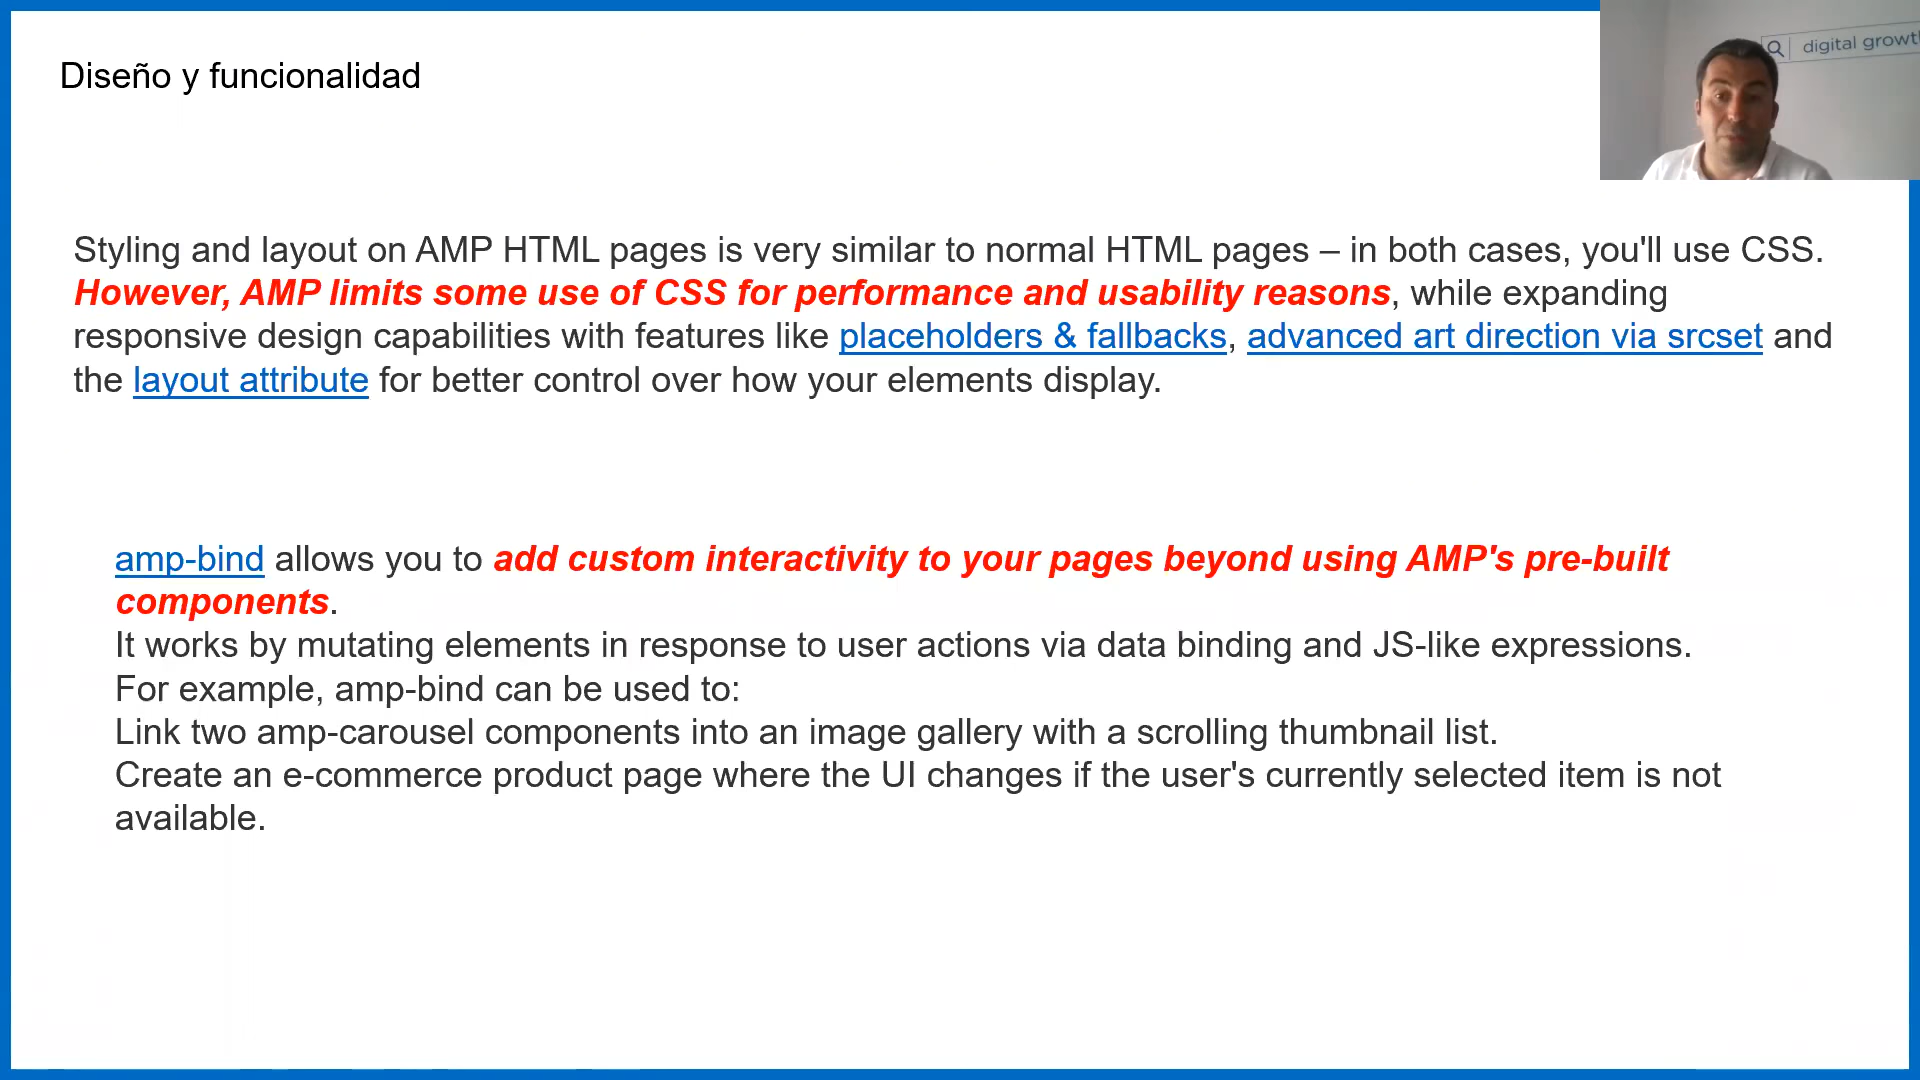 digital growt
Diseño y funcionalidad
Styling and layout on AMP HTML pages is very similar to normal HTML pages – in both cases, you'll use CSS.
However, AMP limits some use of CSS for performance and usability reasons, while expanding
responsive design capabilities with features like placeholders & fallbacks, advanced art direction via srcset and
the layout attribute for better control over how your elements display.
amp-bind allows you to add custom interactivity to your pages beyond using AMP's pre-built
components.
It works by mutating elements in response to user actions via data binding and JS-like expressions.
For example, amp-bind can be used to:
Link two amp-carousel components into an image gallery with a scrolling thumbnail list.
Create an e-commerce product page where the UI changes if the user's currently selected item is not
available.